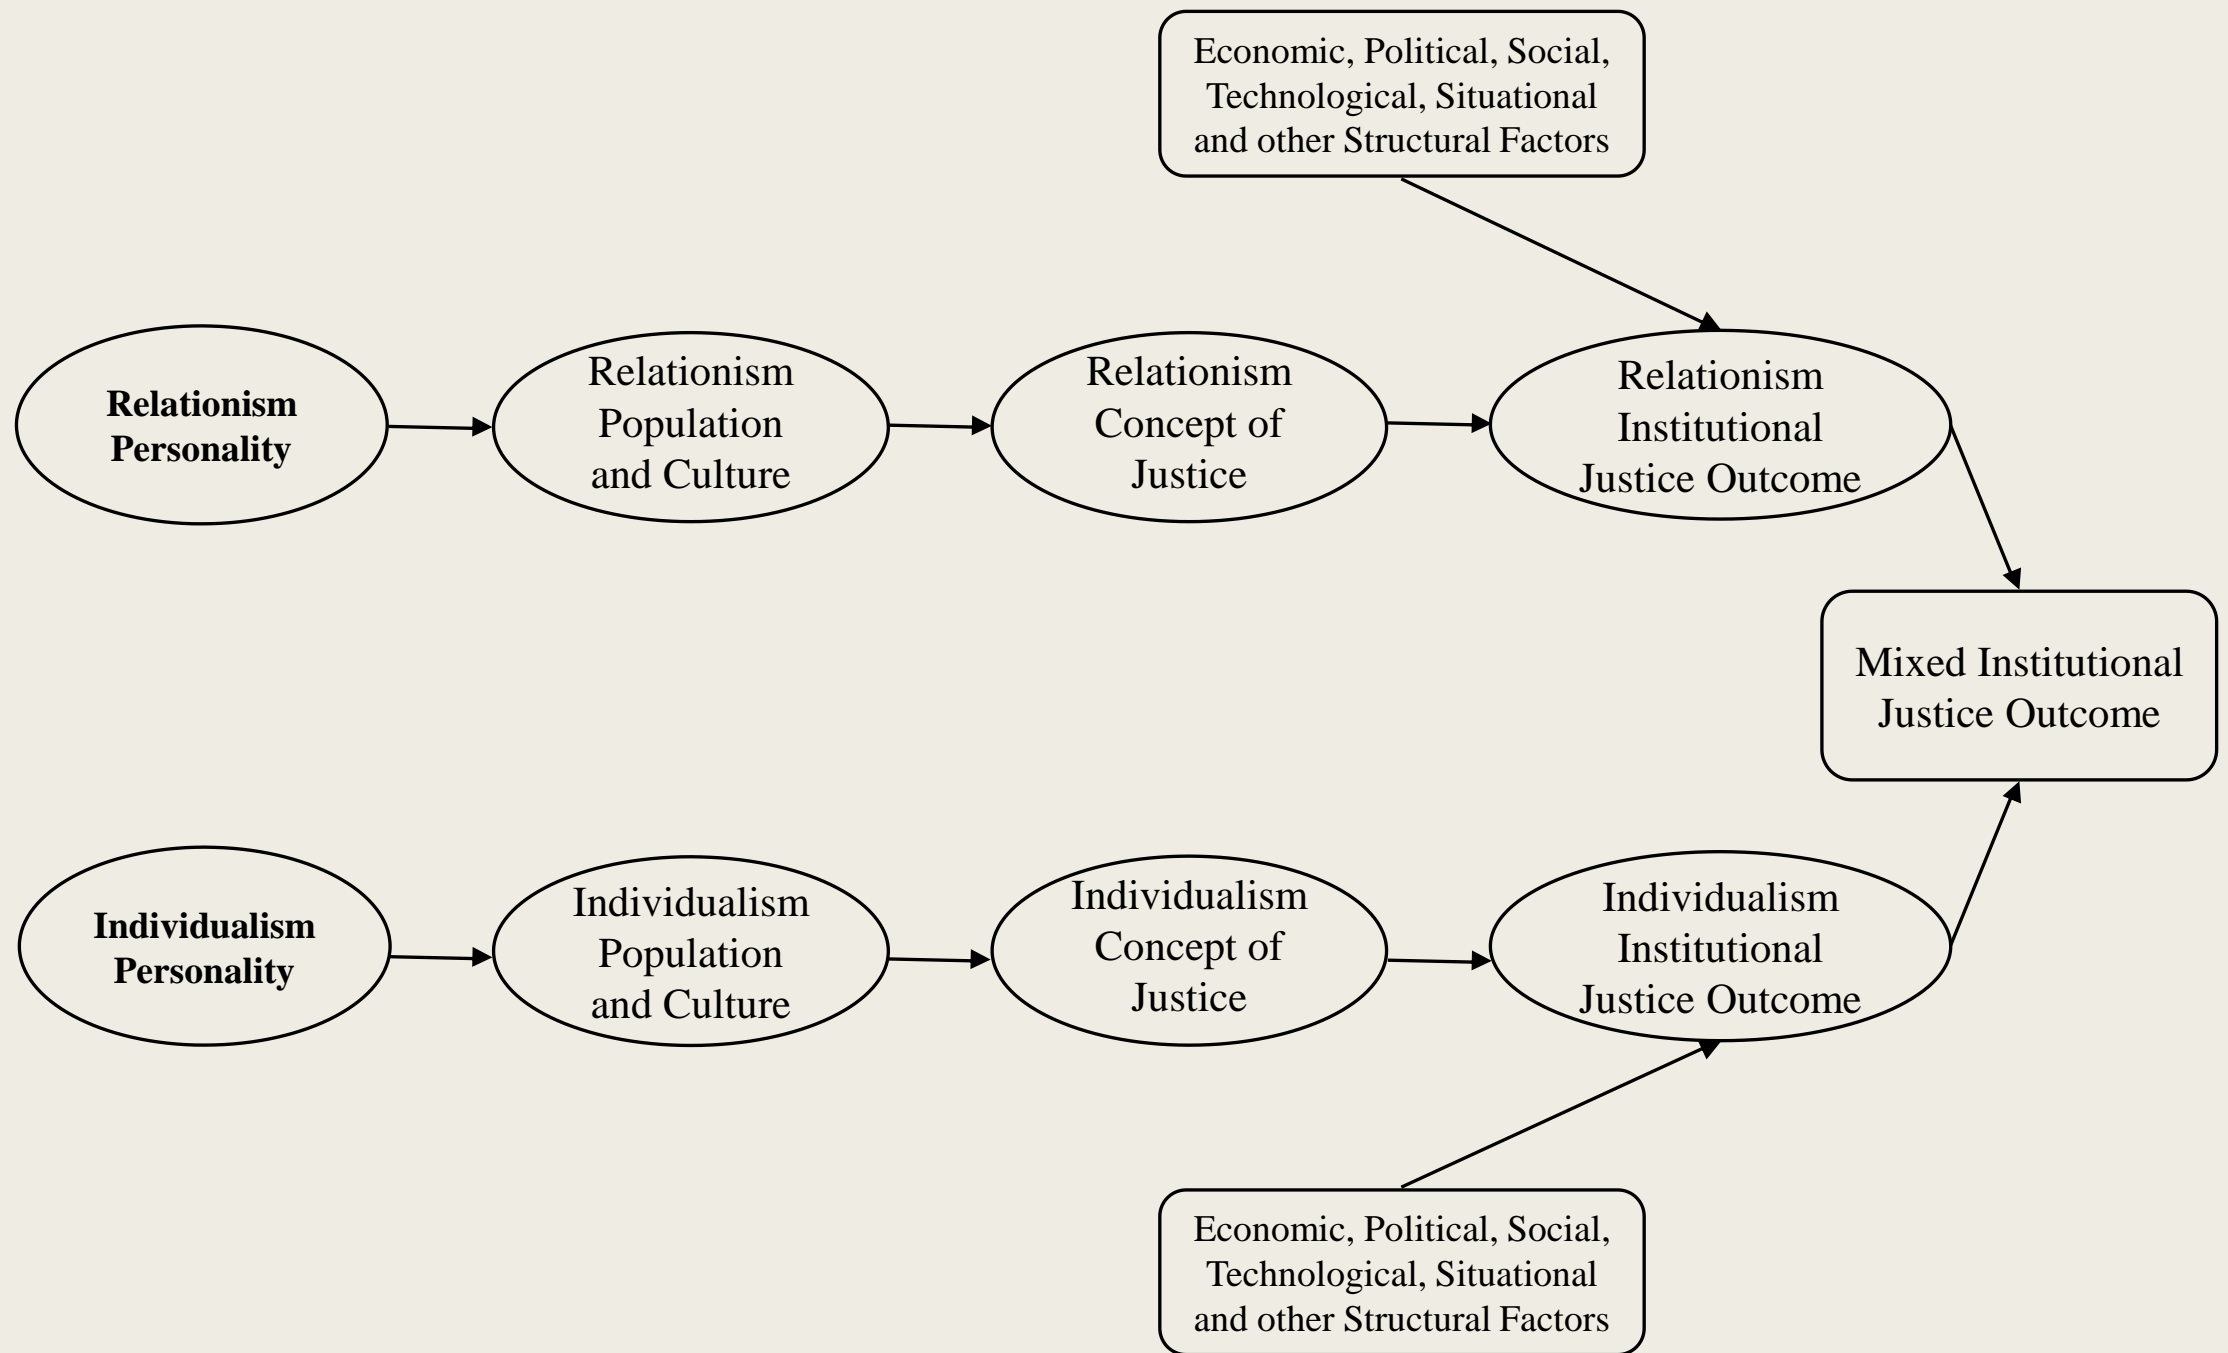 Economic, Political, Social,
Technological, Situational
and other Structural Factors
Relationism
Personality
Relationism
Population
and Culture
Relationism
Concept of
Justice
Relationism
Institutional
Justice Outcome
Mixed Institutional
Justice Outcome
Individualism
Personality
Individualism
Population
and Culture
Individualism
Concept of
Justice
Individualism
Institutional
Justice Outcome
Economic, Political, Social,
Technological, Situational
and other Structural Factors